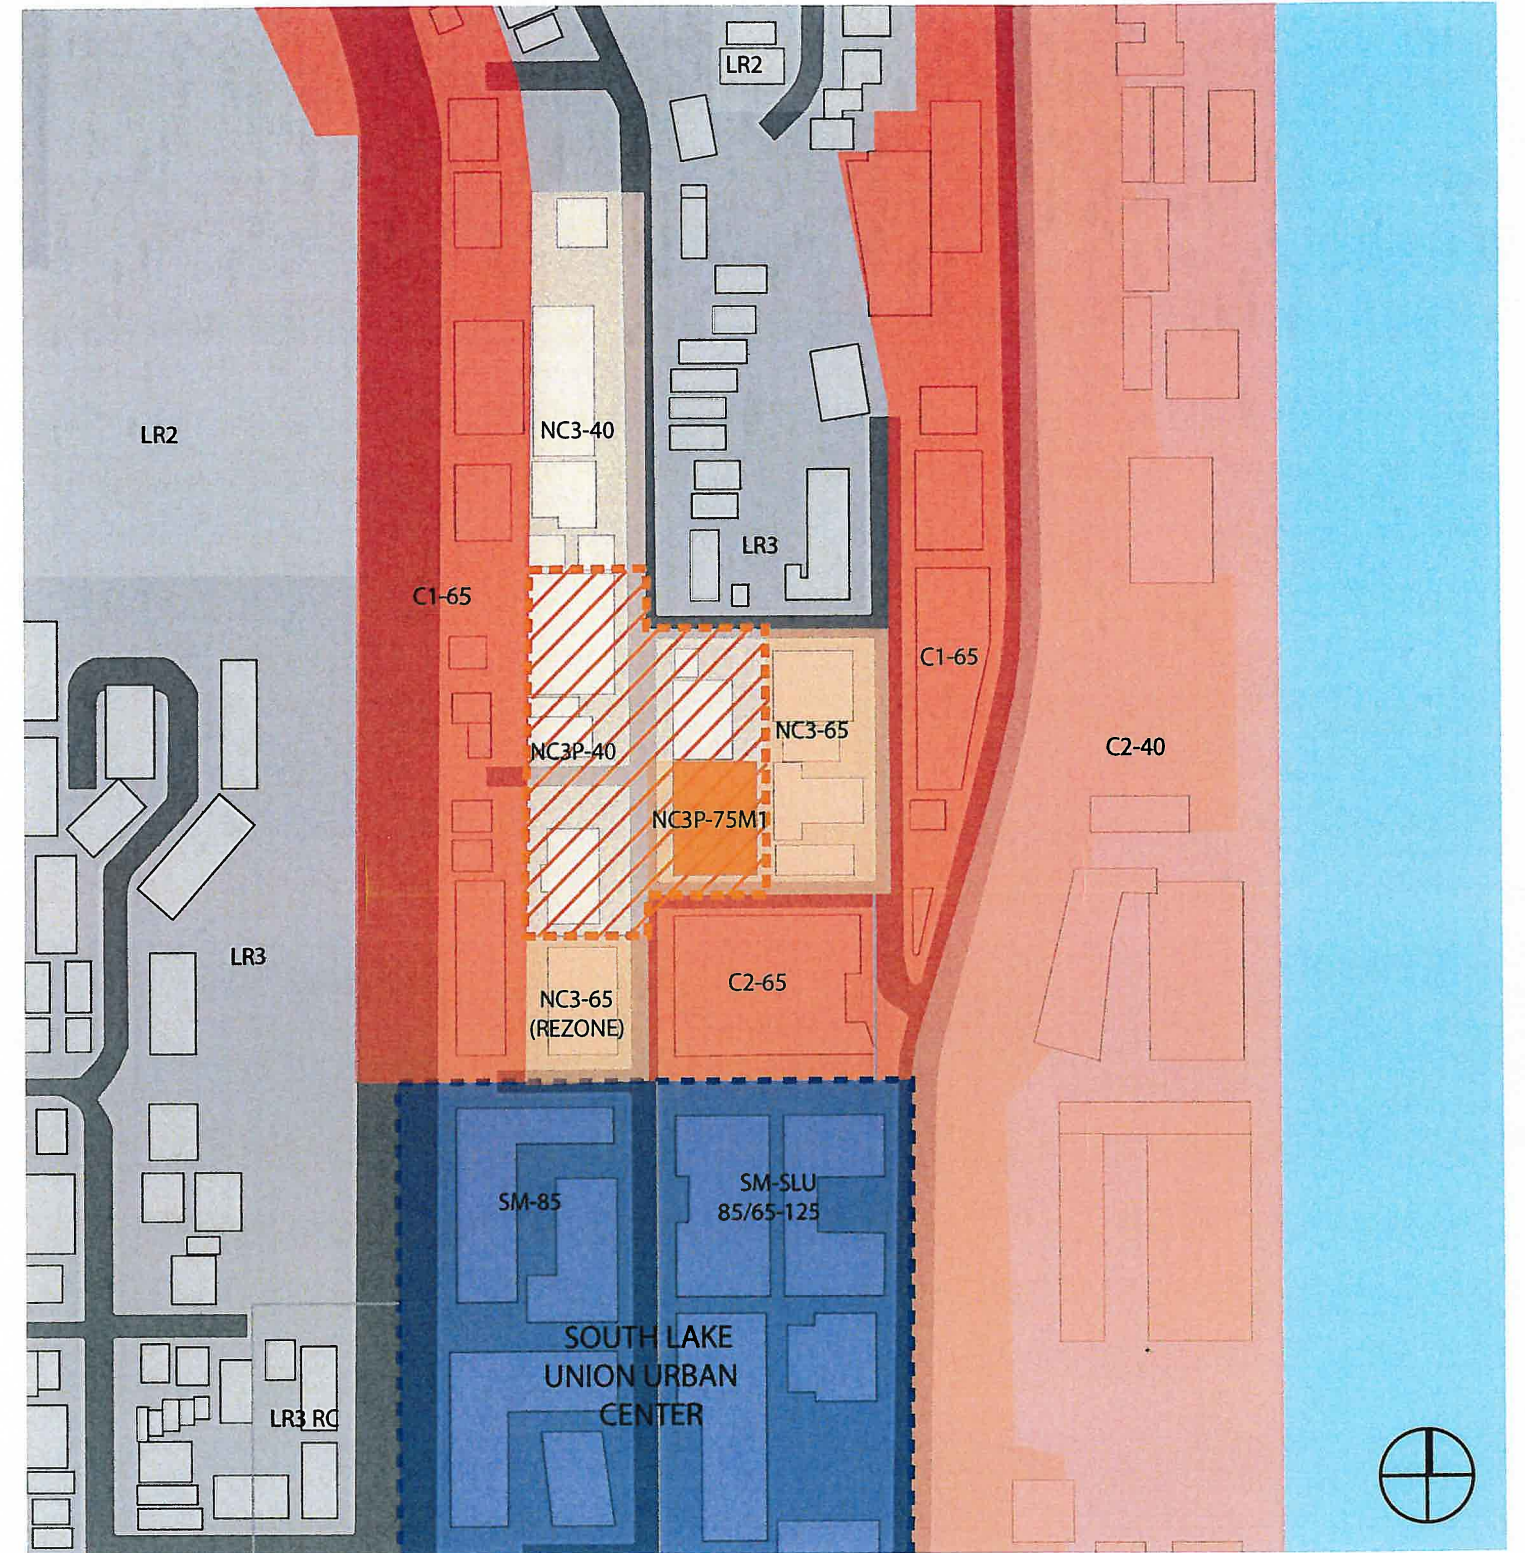 LR2
LR2
NC3-40
LR3
C1-65
C1-65
NC3-65
C2-40
NC3P-40
NC3P-75M1
LR3
C2-65
NC3-65
(REZONE)
SM-85
SM-SLU
85/65-125
SOUTH LAKE
UNION URBAN
CENTER
LR3 RC